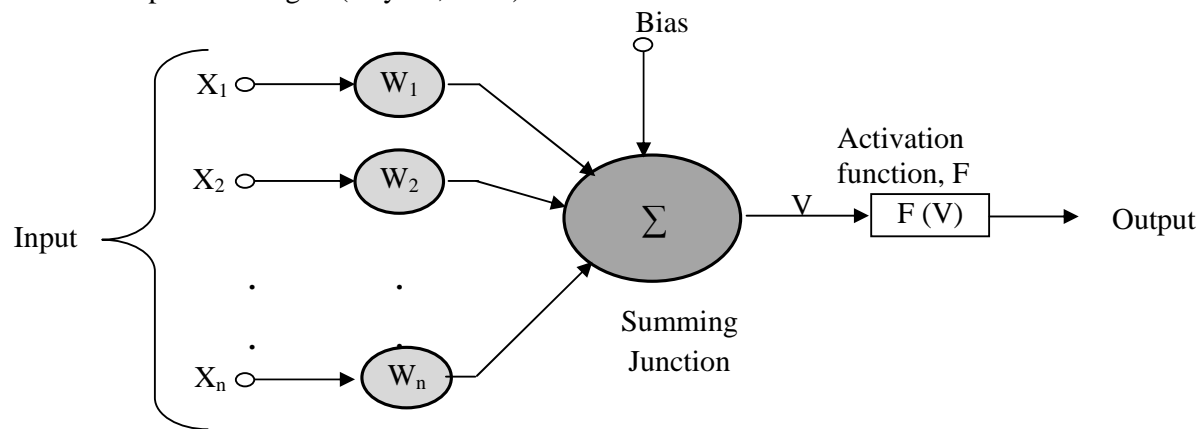 Bias
X₁ W₁
Activation
function, F
X₂ W₂
Σ V F (V) Output
Input
. .
Summing
Junction
. .
Xₙ Wₙ